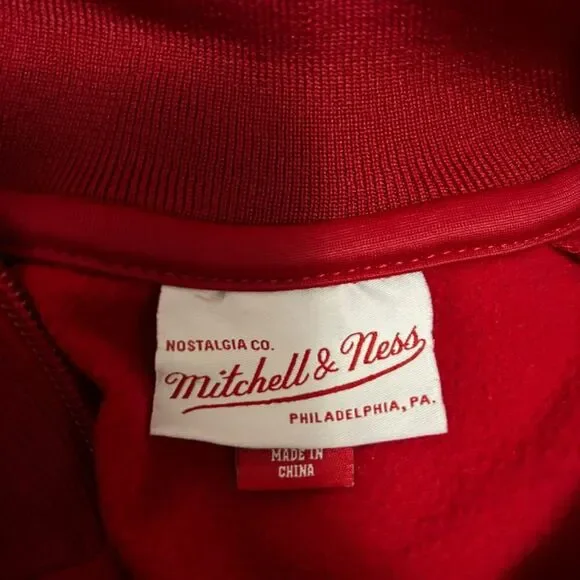 NOSTALGIA CO.
Mitchell & Ness
PHILADELPHIA, PA.
MADE IN
CHINA